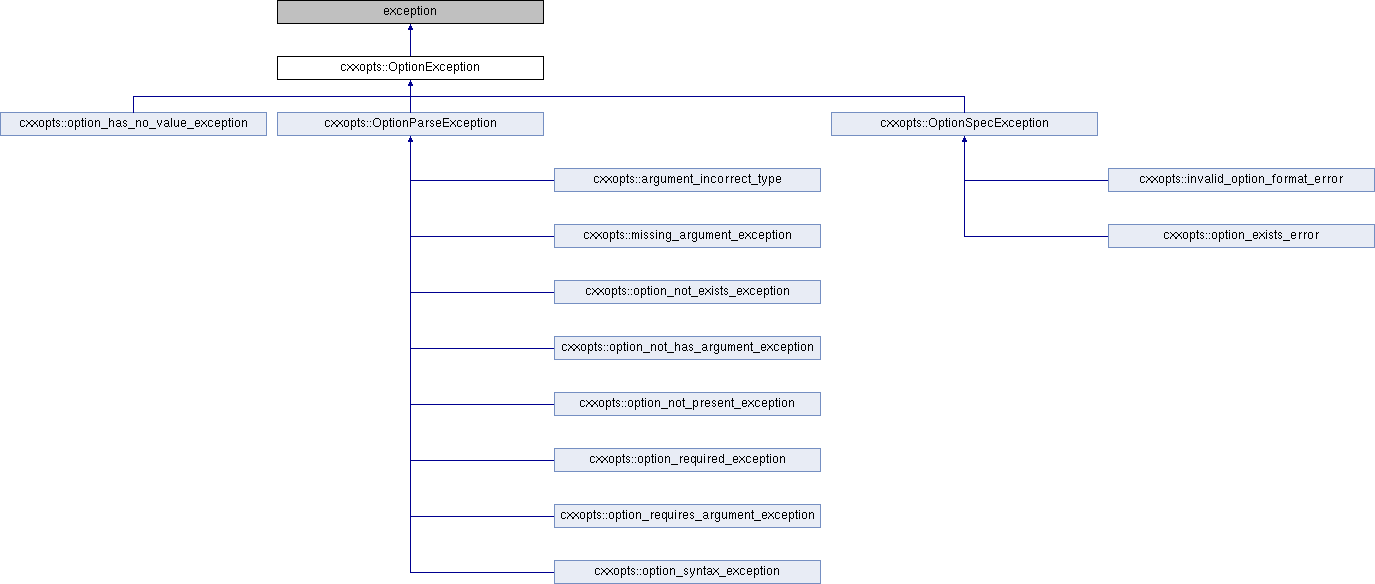 exception
cxxopts::OptionException
cxxopts::option_has_no_value_exception
cxxopts::OptionParseException
cxxopts::OptionSpecException
cxxopts::argument_incorrect_type
cxxopts::invalid_option_format_error
cxxopts::missing_argument_exception
cxxopts::option_exists_error
cxxopts::option_not_exists_exception
cxxopts::option_not_has_argument_exception
cxxopts::option_not_present_exception
cxxopts::option_required_exception
cxxopts::option_requires_argument_exception
cxxopts::option_syntax_exception